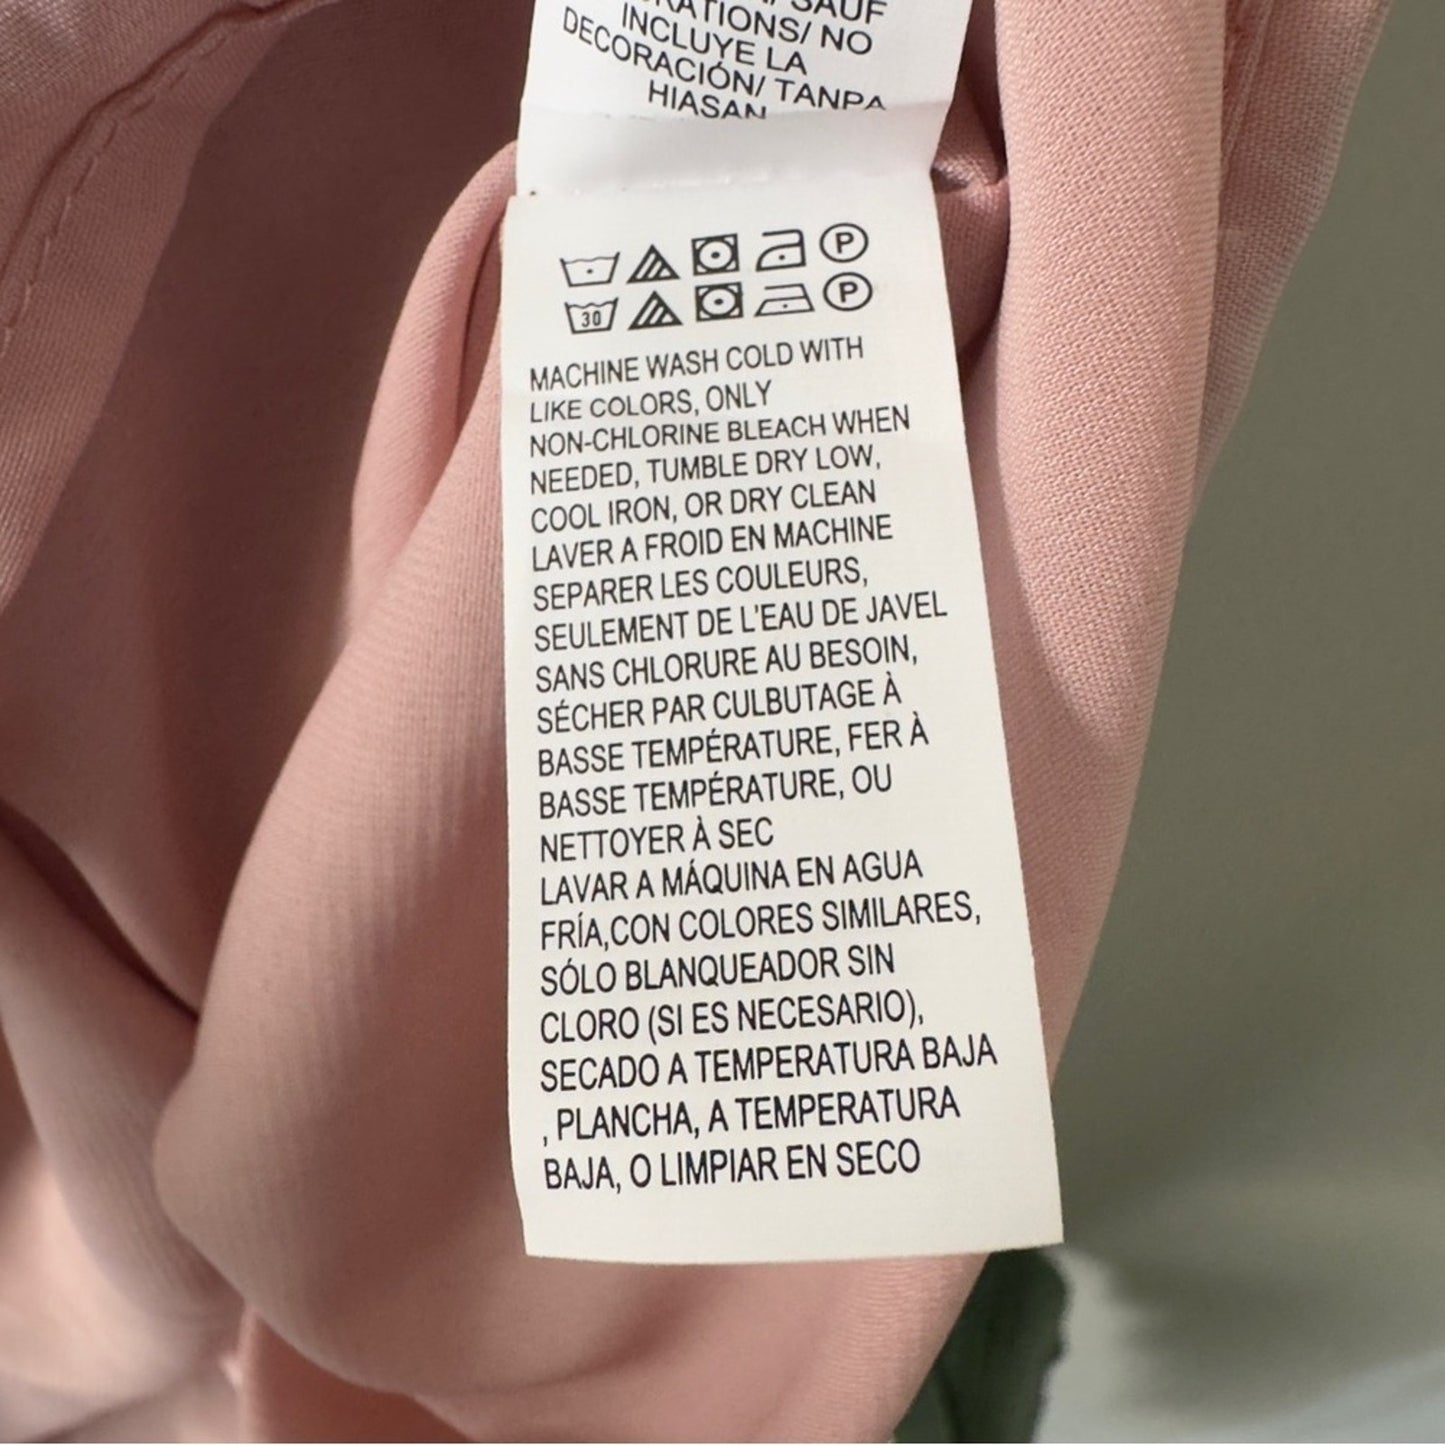 SAUF
RATIONS/ NO
INCLUYE LA
DECORACIÓN/ TANPA
HIASAN
P
30 P
MACHINE WASH COLD WITH
LIKE COLORS, ONLY
NON-CHLORINE BLEACH WHEN
NEEDED, TUMBLE DRY LOW,
COOL IRON, OR DRY CLEAN
LAVER A FROID EN MACHINE
SEPARER LES COULEURS,
SEULEMENT DE L'EAU DE JAVEL
SANS CHLORURE AU BESOIN,
SÉCHER PAR CULBUTAGE À
BASSE TEMPÉRATURE, FER À
BASSE TEMPÉRATURE, OU
NETTOYER À SEC
LAVAR A MÁQUINA EN AGUA
FRÍA,CON COLORES SIMILARES,
SÓLO BLANQUEADOR SIN
CLORO (SI ES NECESARIO),
SECADO A TEMPERATURA BAJA
, PLANCHA, A TEMPERATURA
BAJA, O LIMPIAR EN SECO